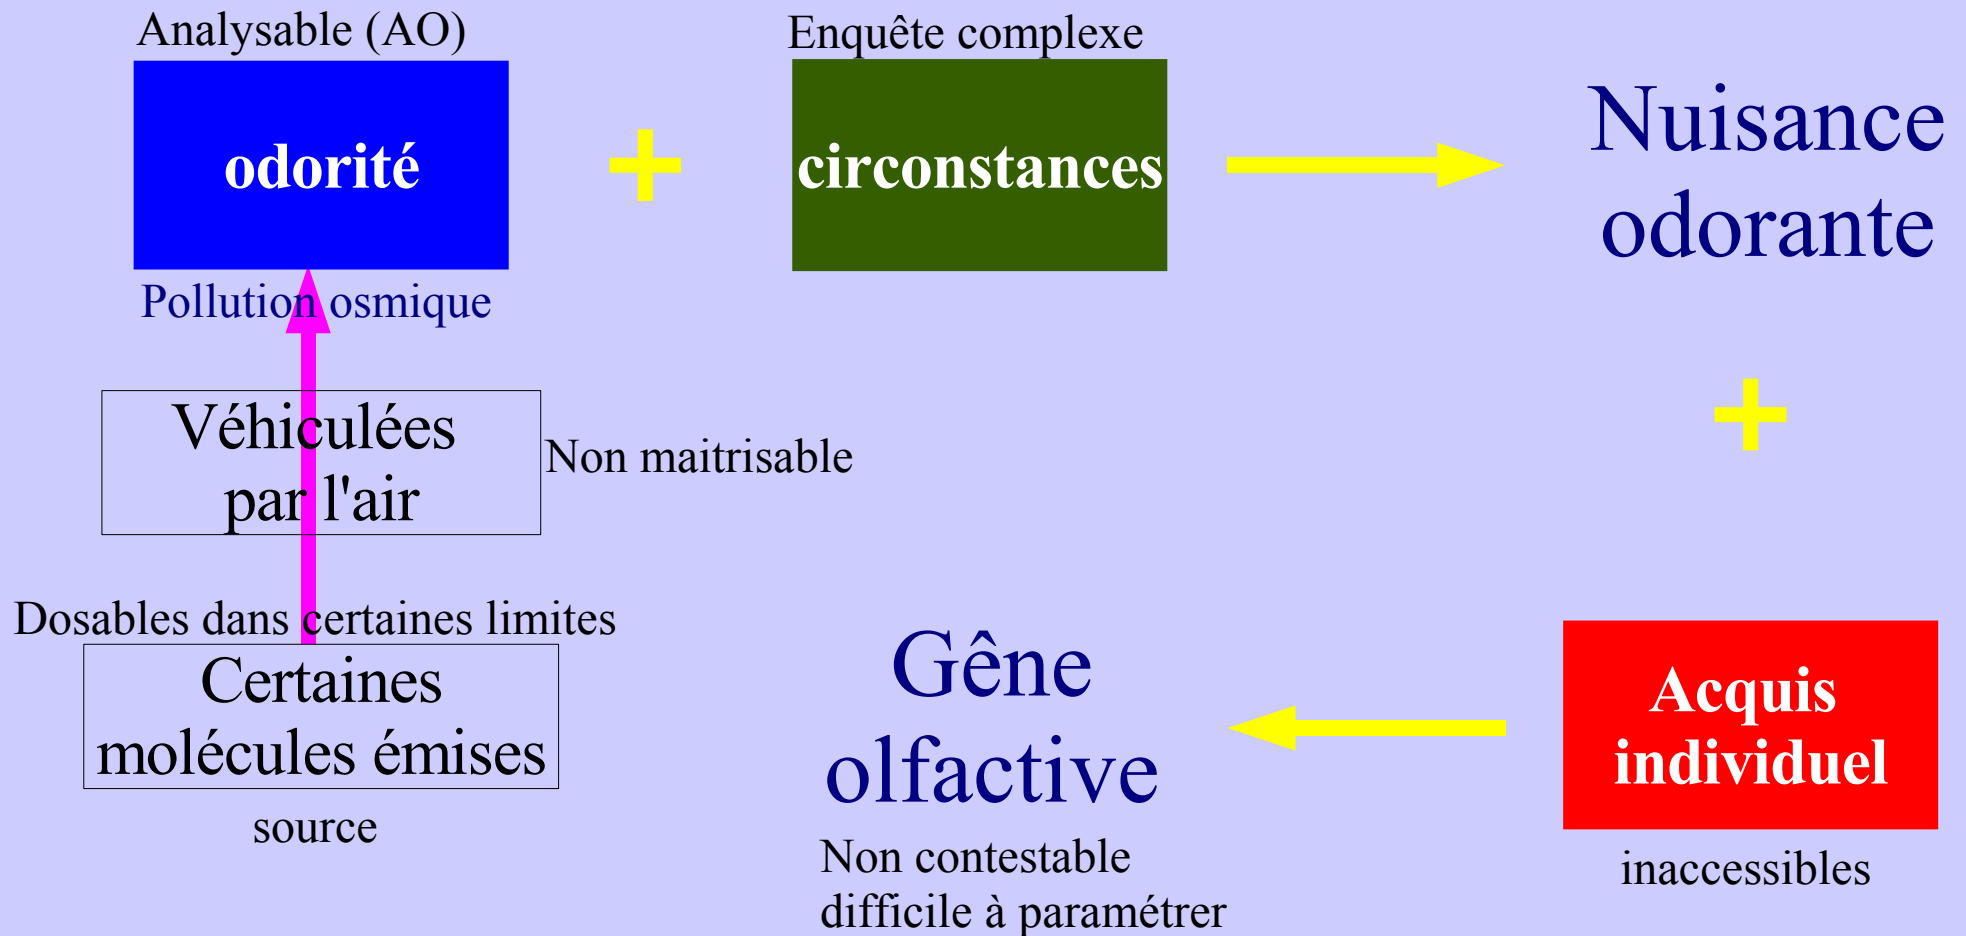 Analysable (AO)
odorité
Pollution osmique
+
Enquête complexe
circonstances
Nuisance
odorante
+
Véhiculées
par l'air
Non maitrisable
Dosables dans certaines limites
Certaines
molécules émises
source
Gêne
olfactive
Non contestable
difficile à paramétrer
Acquis
individuel
inaccessibles